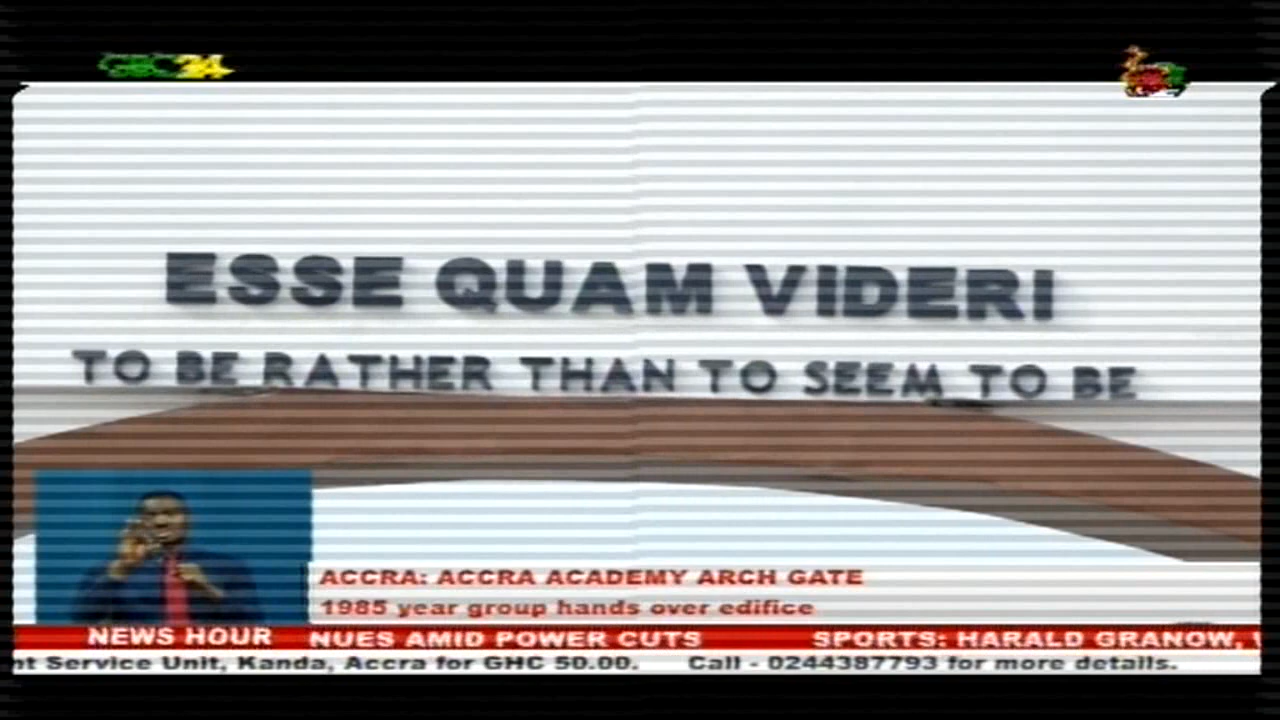 GBC24
ESSE QUAM VIDERI
TO BE RATHER THAN TO SEEM TO BE
ACCRA: ACCRA ACADEMY ARCH GATE
1985 year group hands over edifice
NEWS HOUR NUES AMID POWER CUTS SPORTS: HARALD GRANOW,
nt Service Unit, Kanda, Accra for GHC 50.00. Call - 0244387793 for more details.